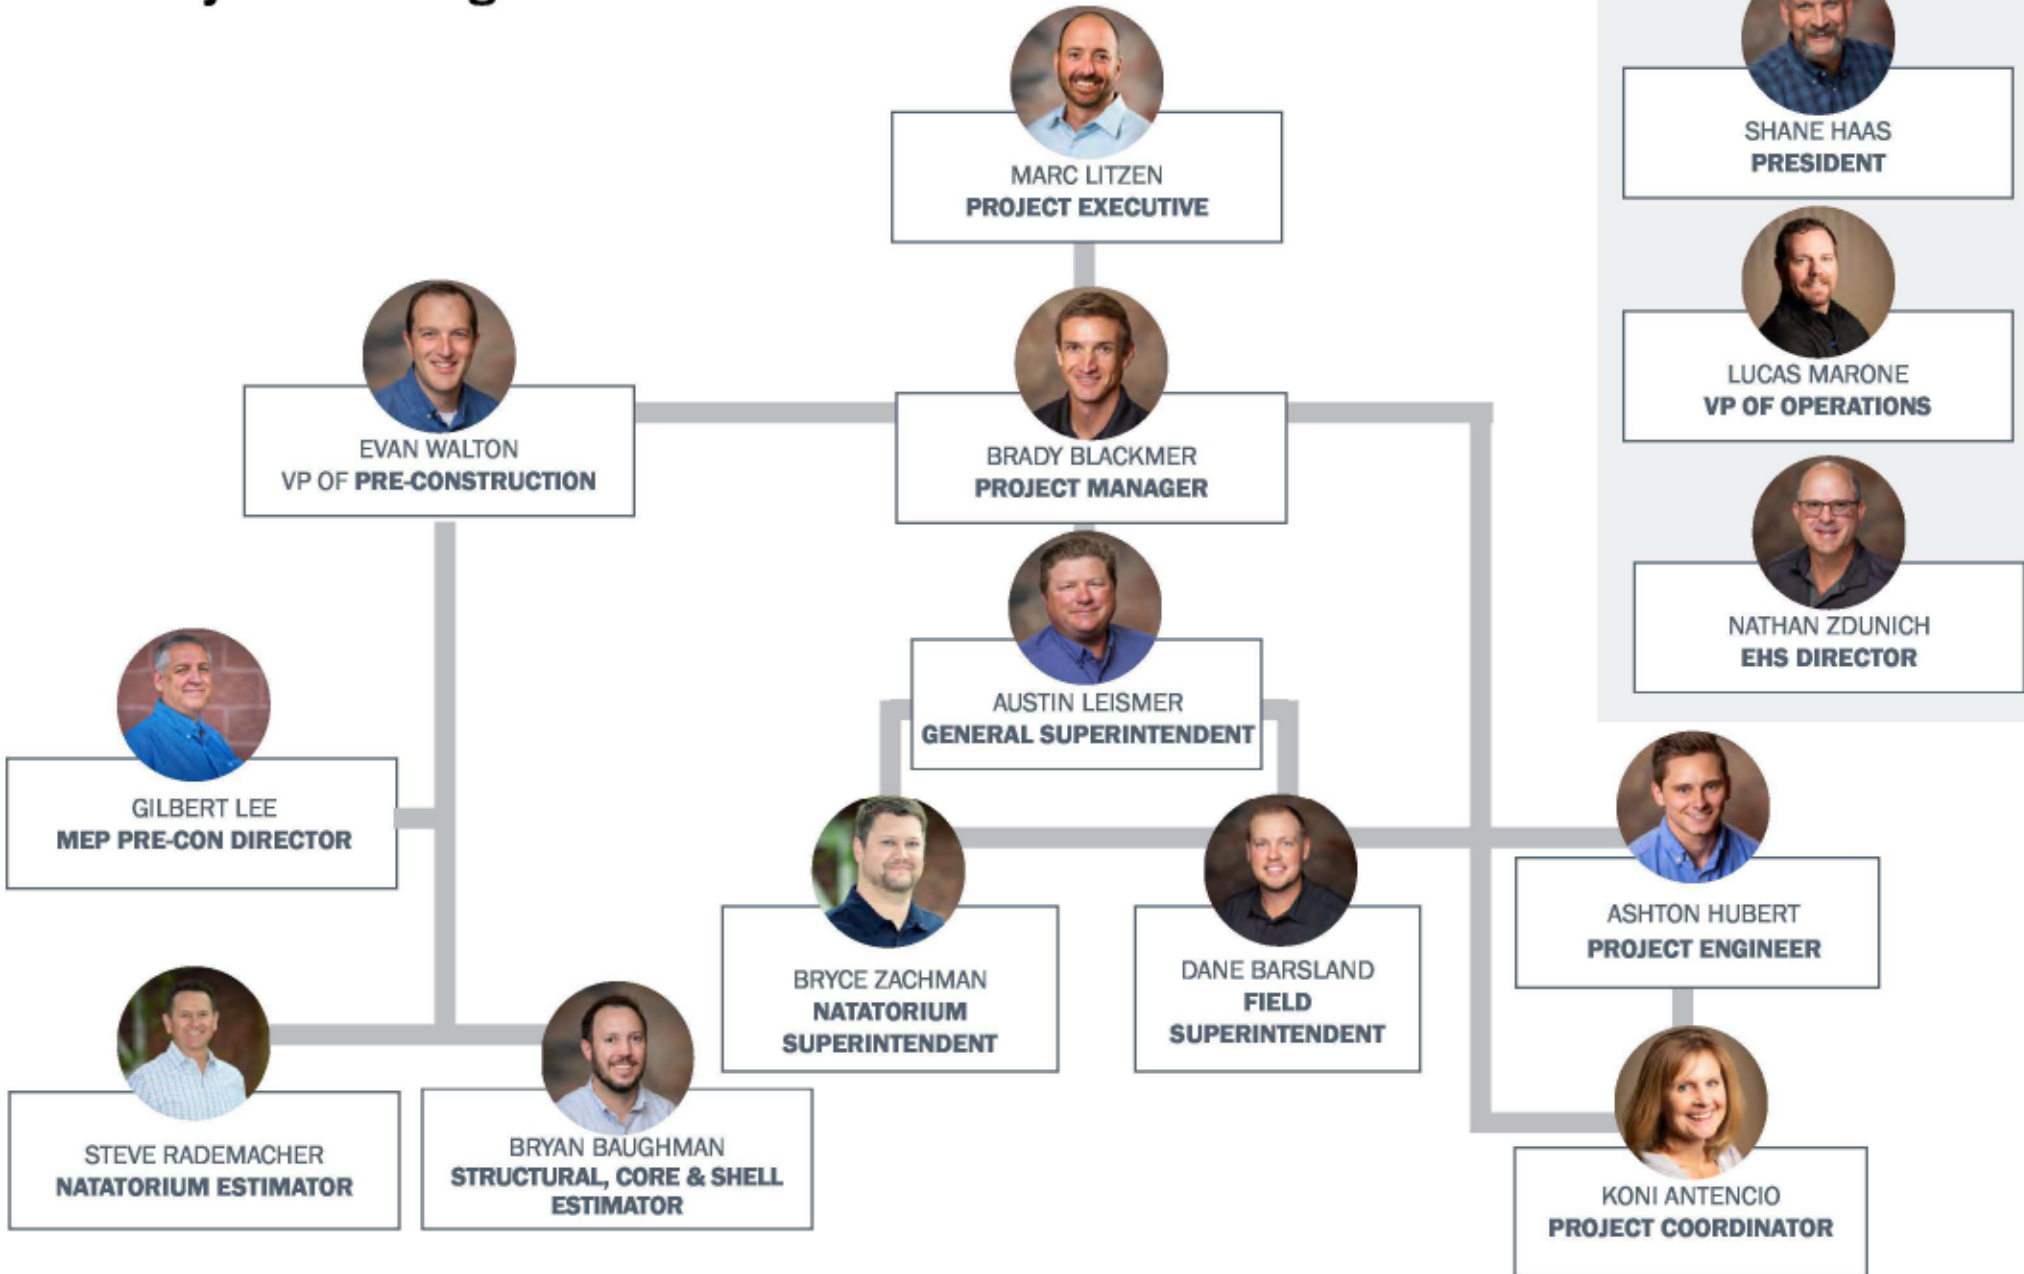 MARC LITZEN
PROJECT EXECUTIVE
SHANE HAAS
PRESIDENT
LUCAS MARONE
VP OF OPERATIONS
NATHAN ZDUNICH
EHS DIRECTOR
EVAN WALTON
VP OF PRE-CONSTRUCTION
BRADY BLACKMER
PROJECT MANAGER
AUSTIN LEISMER
GENERAL SUPERINTENDENT
GILBERT LEE
MEP PRE-CON DIRECTOR
BRYCE ZACHMAN
NATATORIUM
SUPERINTENDENT
DANE BARSLAND
FIELD
SUPERINTENDENT
ASHTON HUBERT
PROJECT ENGINEER
STEVE RADEMACHER
NATATORIUM ESTIMATOR
BRYAN BAUGHMAN
STRUCTURAL, CORE & SHELL
ESTIMATOR
KONI ANTENCIO
PROJECT COORDINATOR